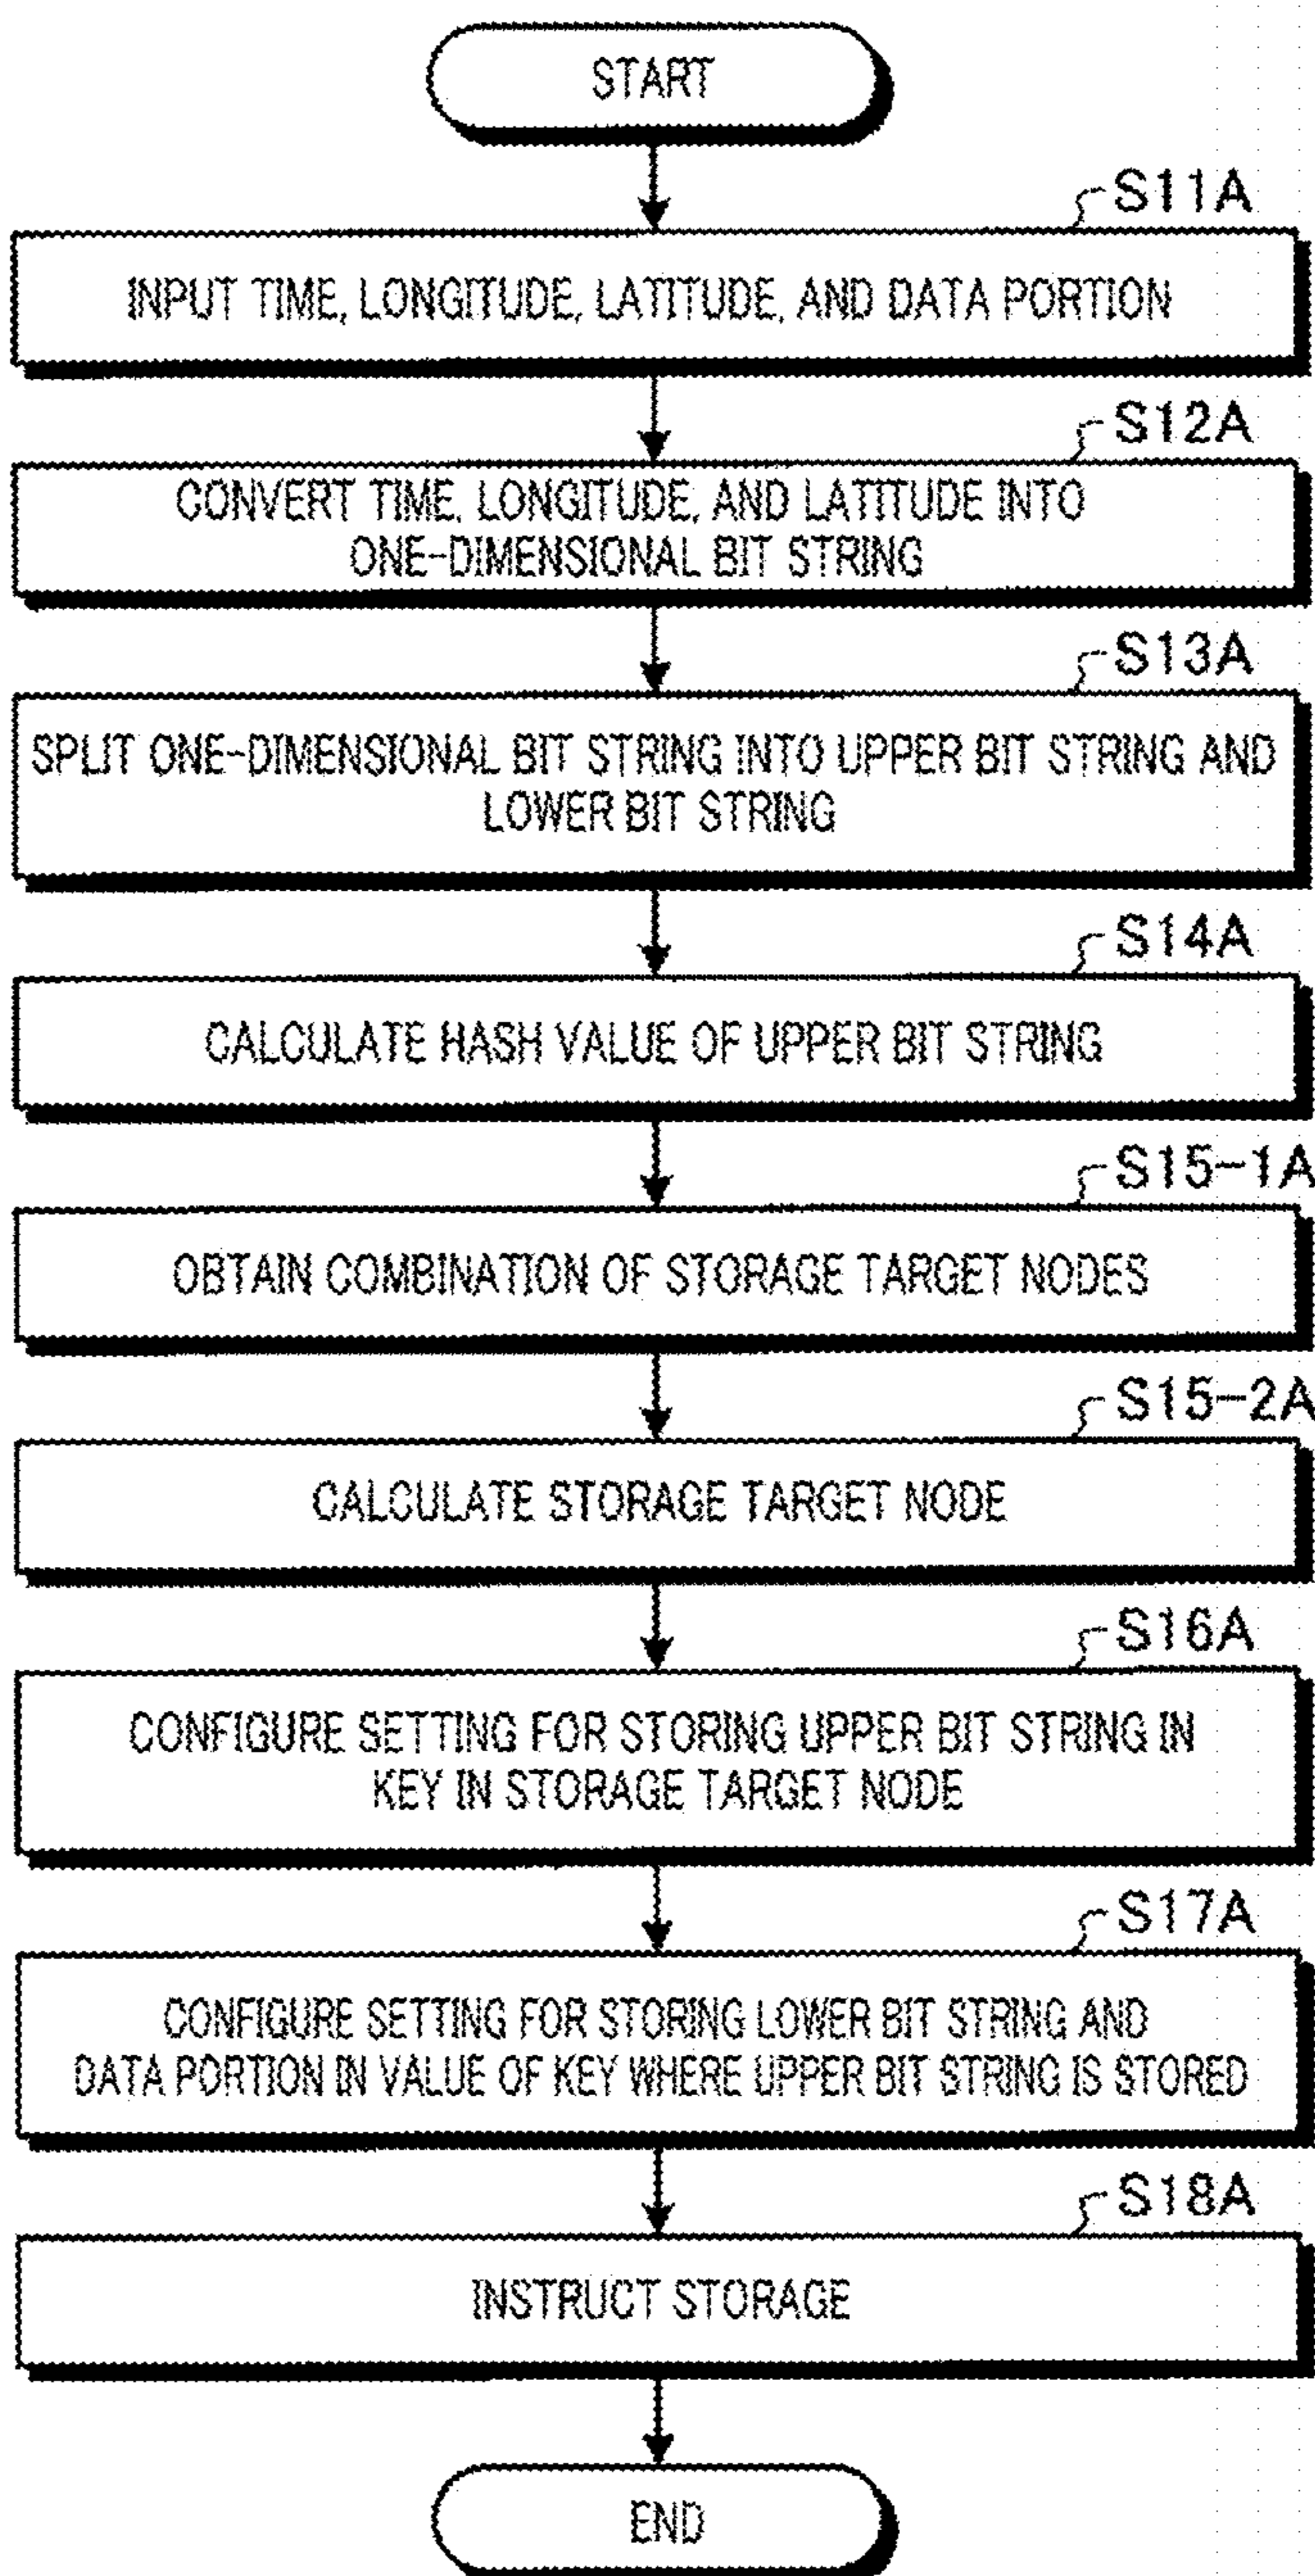 START
S11A
INPUT TIME, LONGITUDE, LATITUDE, AND DATA PORTION
S12A
CONVERT TIME, LONGITUDE, AND LATITUDE INTO
ONE-DIMENSIONAL BIT STRING
S13A
SPLIT ONE-DIMENSIONAL BIT STRING INTO UPPER BIT STRING AND
LOWER BIT STRING
S14A
CALCULATE HASH VALUE OF UPPER BIT STRING
S15-1A
OBTAIN COMBINATION OF STORAGE TARGET NODES
S15-2A
CALCULATE STORAGE TARGET NODE
S16A
CONFIGURE SETTING FOR STORING UPPER BIT STRING IN
KEY IN STORAGE TARGET NODE
S17A
CONFIGURE SETTING FOR STORING LOWER BIT STRING AND
DATA PORTION IN VALUE OF KEY WHERE UPPER BIT STRING IS STORED
S18A
INSTRUCT STORAGE
END